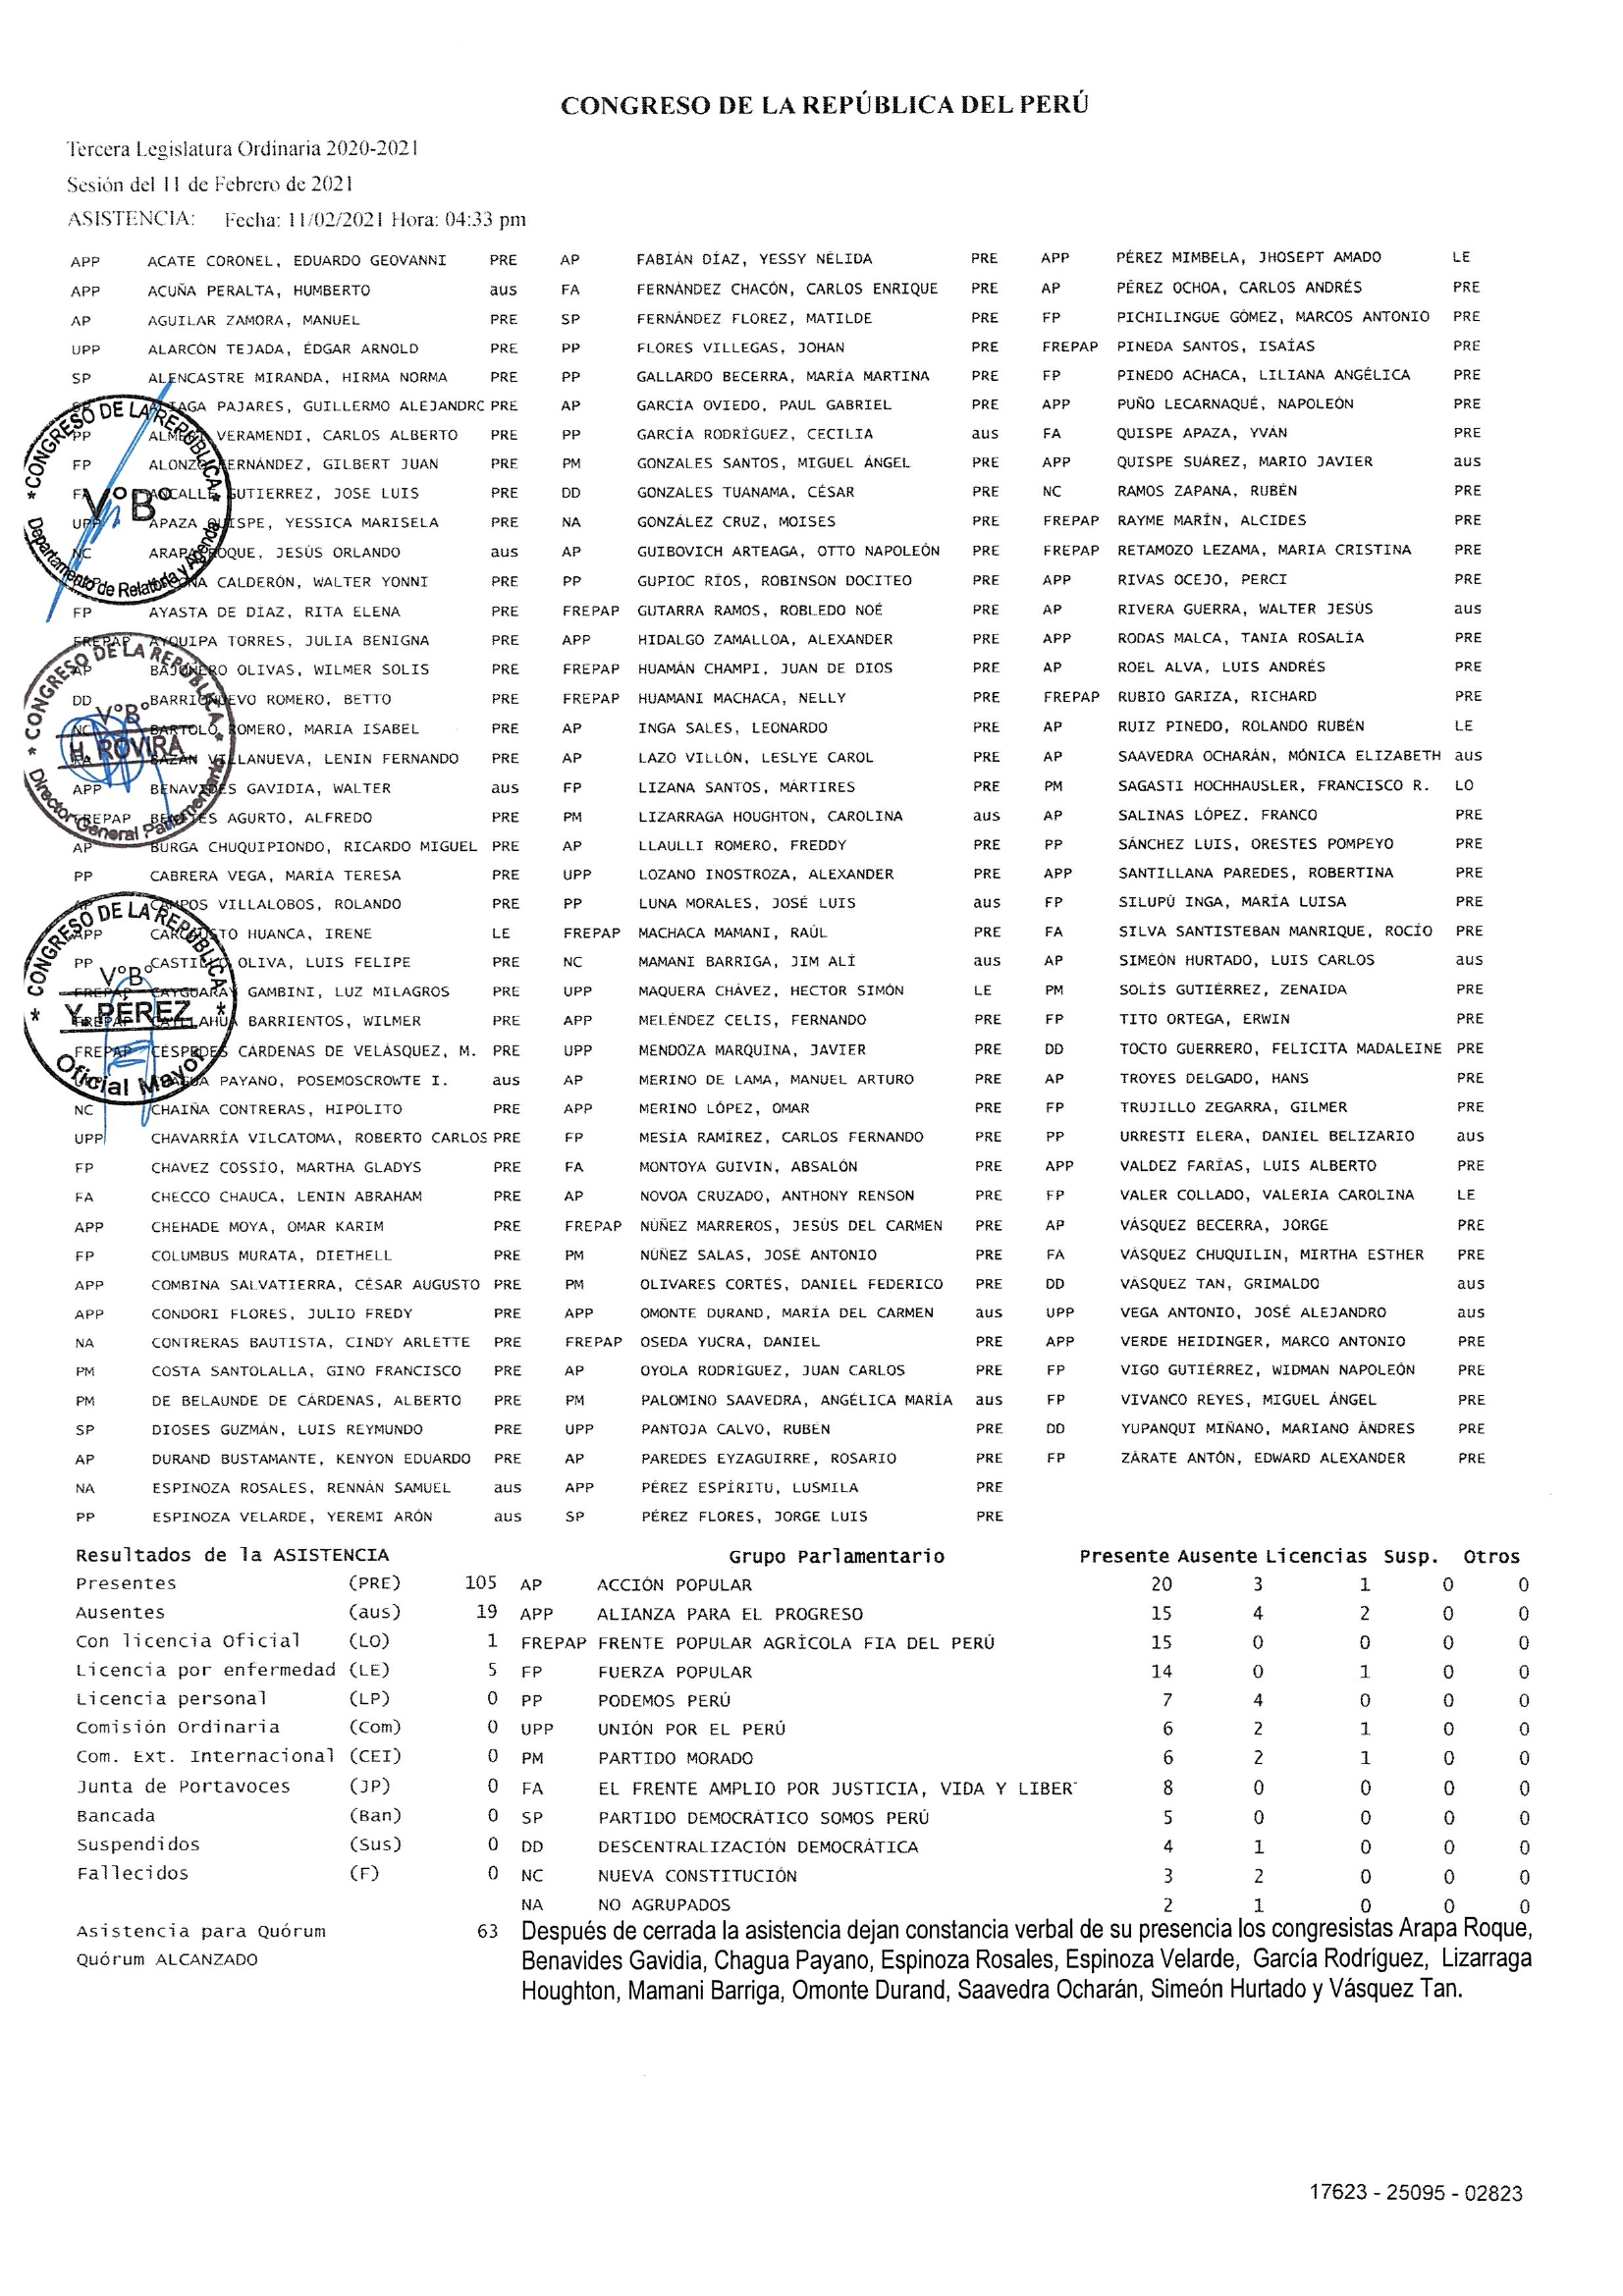 CONGRESO DE LA REPÚBLICA DEL PERÚ
Tercera Legislatura Ordinaria 2020-2021
Sesión del 11 de Febrero de 2021
ASISTENCIA: Fecha: 11/02/2021 Hora: 04:33 pm
APP ACATE CORONEL, EDUARDO GEOVANNI PRE AP FABIÁN DÍAZ, YESSY NÉLIDA PRE APP PÉREZ MIMBELA, JHOSEPT AMADO LE
APP ACUÑA PERALTA, HUMBERTO aus FA FERNÁNDEZ CHACÓN, CARLOS ENRIQUE PRE AP PÉREZ OCHOA, CARLOS ANDRÉS PRE
AP AGUILAR ZAMORA, MANUEL PRE SP FERNÁNDEZ FLOREZ, MATILDE PRE FP PICHILINGUE GÓMEZ, MARCOS ANTONIO PRE
UPP ALARCÓN TEJADA, ÉDGAR ARNOLD PRE PP FLORES VILLEGAS, JOHAN PRE FREPAP PINEDA SANTOS, ISAÍAS PRE
SP ALENCASTRE MIRANDA, HIRMA NORMA PRE PP GALLARDO BECERRA, MARÍA MARTINA PRE FP PINEDO ACHACA, LILIANA ANGÉLICA PRE
SP ALIAGA PAJARES, GUILLERMO ALEJANDRO PRE AP GARCÍA OVIEDO, PAUL GABRIEL PRE APP PUÑO LECARNAQUÉ, NAPOLEÓN PRE
PP ALMERI VERAMENDI, CARLOS ALBERTO PRE PP GARCÍA RODRÍGUEZ, CECILIA aus FA QUISPE APAZA, YVÁN PRE
FP ALONZO FERNÁNDEZ, GILBERT JUAN PRE PM GONZALES SANTOS, MIGUEL ÁNGEL PRE APP QUISPE SUÁREZ, MARIO JAVIER aus
FA ANCALLE GUTIERREZ, JOSE LUIS PRE DD GONZALES TUANAMA, CÉSAR PRE NC RAMOS ZAPANA, RUBÉN PRE
UPP APAZA QUISPE, YESSICA MARISELA PRE NA GONZÁLEZ CRUZ, MOISES PRE FREPAP RAYME MARÍN, ALCIDES PRE
NC ARAPA ROQUE, JESÚS ORLANDO aus AP GUIBOVICH ARTEAGA, OTTO NAPOLEÓN PRE FREPAP RETAMOZO LEZAMA, MARIA CRISTINA PRE
CALDERÓN, WALTER YONNI PRE PP GUPIOC RÍOS, ROBINSON DOCITEO PRE APP RIVAS OCEJO, PERCI PRE
FP AYASTA DE DÍAZ, RITA ELENA PRE FREPAP GUTARRA RAMOS, ROBLEDO NOÉ PRE AP RIVERA GUERRA, WALTER JESÚS aus
FREPAP AYQUIPA TORRES, JULIA BENIGNA PRE APP HIDALGO ZAMALLOA, ALEXANDER PRE APP RODAS MALCA, TANIA ROSALÍA PRE
AP BAJONERO OLIVAS, WILMER SOLIS PRE FREPAP HUAMÁN CHAMPI, JUAN DE DIOS PRE AP ROEL ALVA, LUIS ANDRÉS PRE
DD BARRIONUEVO ROMERO, BETTO PRE FREPAP HUAMANI MACHACA, NELLY PRE FREPAP RUBIO GARIZA, RICHARD PRE
NC BARTOLO ROMERO, MARIA ISABEL PRE AP INGA SALES, LEONARDO PRE AP RUIZ PINEDO, ROLANDO RUBÉN LE
FA BAZÁN VILLANUEVA, LENIN FERNANDO PRE AP LAZO VILLÓN, LESLYE CAROL PRE AP SAAVEDRA OCHARÁN, MÓNICA ELIZABETH aus
APP BENAVIDES GAVIDIA, WALTER aus FP LIZANA SANTOS, MÁRTIRES PRE PM SAGASTI HOCHHAUSLER, FRANCISCO R. LO
FREPAP BENITES AGURTO, ALFREDO PRE PM LIZARRAGA HOUGHTON, CAROLINA aus AP SALINAS LÓPEZ, FRANCO PRE
AP BURGA CHUQUIPIONDO, RICARDO MIGUEL PRE AP LLAULLI ROMERO, FREDDY PRE PP SÁNCHEZ LUIS, ORESTES POMPEYO PRE
PP CABRERA VEGA, MARÍA TERESA PRE UPP LOZANO INOSTROZA, ALEXANDER PRE APP SANTILLANA PAREDES, ROBERTINA PRE
AP CAMPOS VILLALOBOS, ROLANDO PRE PP LUNA MORALES, JOSÉ LUIS aus FP SILUPÚ INGA, MARÍA LUISA PRE
APP CARCAUSTO HUANCA, IRENE LE FREPAP MACHACA MAMANI, RAÚL PRE FA SILVA SANTISTEBAN MANRIQUE, ROCÍO PRE
PP CASTILLO OLIVA, LUIS FELIPE PRE NC MAMANI BARRIGA, JIM ALÍ aus AP SIMEÓN HURTADO, LUIS CARLOS aus
FREPAP CAYGUARAY GAMBINI, LUZ MILAGROS PRE UPP MAQUERA CHÁVEZ, HECTOR SIMÓN LE PM SOLÍS GUTIÉRREZ, ZENAIDA PRE
FREPAP CAYLLAHUA BARRIENTOS, WILMER PRE APP MELÉNDEZ CELIS, FERNANDO PRE FP TITO ORTEGA, ERWIN PRE
FREPAP CÉSPEDES CÁRDENAS DE VELÁSQUEZ, M. PRE UPP MENDOZA MARQUINA, JAVIER PRE DD TOCTO GUERRERO, FELICITA MADALEINE PRE
CHAGUA PAYANO, POSEMOSCROWTE I. aus AP MERINO DE LAMA, MANUEL ARTURO PRE AP TROYES DELGADO, HANS PRE
NC CHAIÑA CONTRERAS, HIPÓLITO PRE APP MERINO LÓPEZ, OMAR PRE FP TRUJILLO ZEGARRA, GILMER PRE
UPP CHAVARRÍA VILCATOMA, ROBERTO CARLOS PRE FP MESÍA RAMÍREZ, CARLOS FERNANDO PRE PP URRESTI ELERA, DANIEL BELIZARIO aus
FP CHÁVEZ COSSÍO, MARTHA GLADYS PRE FA MONTOYA GUIVIN, ABSALÓN PRE APP VALDEZ FARÍAS, LUIS ALBERTO PRE
FA CHECCO CHAUCA, LENIN ABRAHAM PRE AP NOVOA CRUZADO, ANTHONY RENSON PRE FP VALER COLLADO, VALERIA CAROLINA LE
APP CHEHADE MOYA, OMAR KARIM PRE FREPAP NÚÑEZ MARREROS, JESÚS DEL CARMEN PRE AP VÁSQUEZ BECERRA, JORGE PRE
FP COLUMBUS MURATA, DIETHELL PRE PM NÚÑEZ SALAS, JOSÉ ANTONIO PRE FA VÁSQUEZ CHUQUILIN, MIRTHA ESTHER PRE
APP COMBINA SALVATIERRA, CÉSAR AUGUSTO PRE PM OLIVARES CORTÉS, DANIEL FEDERICO PRE DD VÁSQUEZ TAN, GRIMALDO aus
APP CONDORI FLORES, JULIO FREDY PRE APP OMONTE DURAND, MARÍA DEL CARMEN aus UPP VEGA ANTONIO, JOSÉ ALEJANDRO aus
NA CONTRERAS BAUTISTA, CINDY ARLETTE PRE FREPAP OSEDA YUCRA, DANIEL PRE APP VERDE HEIDINGER, MARCO ANTONIO PRE
PM COSTA SANTOLALLA, GINO FRANCISCO PRE AP OYOLA RODRÍGUEZ, JUAN CARLOS PRE FP VIGO GUTIÉRREZ, WIDMAN NAPOLEÓN PRE
PM DE BELAUNDE DE CÁRDENAS, ALBERTO PRE PM PALOMINO SAAVEDRA, ANGÉLICA MARÍA aus FP VIVANCO REYES, MIGUEL ÁNGEL PRE
SP DIOSES GUZMÁN, LUIS REYMUNDO PRE UPP PANTOJA CALVO, RUBÉN PRE DD YUPANQUI MIÑANO, MARIANO ÁNDRES PRE
AP DURAND BUSTAMANTE, KENYON EDUARDO PRE AP PAREDES EYZAGUIRRE, ROSARIO PRE FP ZÁRATE ANTÓN, EDWARD ALEXANDER PRE
NA ESPINOZA ROSALES, RENNÁN SAMUEL aus APP PÉREZ ESPÍRITU, LUSMILA PRE
PP ESPINOZA VELARDE, YEREMI ARÓN aus SP PÉREZ FLORES, JORGE LUIS PRE
CONGRESO DE LA REPÚBLICA
V°B°
Departamento de Relatoría y Agenda
CONGRESO DE LA REPÚBLICA
V°B°
H. ROVIRA
Director General Parlamentario
CONGRESO DE LA REPÚBLICA
V°B°
Y. PÉREZ
Oficial Mayor
Resultados de la ASISTENCIA Grupo Parlamentario Presente Ausente Licencias Susp. Otros
Presentes (PRE) 105 AP ACCIÓN POPULAR 20 3 1 0 0
Ausentes (aus) 19 APP ALIANZA PARA EL PROGRESO 15 4 2 0 0
Con licencia Oficial (LO) 1 FREPAP FRENTE POPULAR AGRÍCOLA FIA DEL PERÚ 15 0 0 0 0
Licencia por enfermedad (LE) 5 FP FUERZA POPULAR 14 0 1 0 0
Licencia personal (LP) 0 PP PODEMOS PERÚ 7 4 0 0 0
Comisión Ordinaria (Com) 0 UPP UNIÓN POR EL PERÚ 6 2 1 0 0
Com. Ext. Internacional (CEI) 0 PM PARTIDO MORADO 6 2 1 0 0
Junta de Portavoces (JP) 0 FA EL FRENTE AMPLIO POR JUSTICIA, VIDA Y LIBER 8 0 0 0 0
Bancada (Ban) 0 SP PARTIDO DEMOCRÁTICO SOMOS PERÚ 5 0 0 0 0
Suspendidos (Sus) 0 DD DESCENTRALIZACIÓN DEMOCRÁTICA 4 1 0 0 0
Fallecidos (F) 0 NC NUEVA CONSTITUCIÓN 3 2 0 0 0
NA NO AGRUPADOS 2 1 0 0 0
Asistencia para Quórum 63
Quórum ALCANZADO
Después de cerrada la asistencia dejan constancia verbal de su presencia los congresistas Arapa Roque,
Benavides Gavidia, Chagua Payano, Espinoza Rosales, Espinoza Velarde, García Rodríguez, Lizarraga
Houghton, Mamani Barriga, Omonte Durand, Saavedra Ocharán, Simeón Hurtado y Vásquez Tan.
17623 - 25095 - 02823